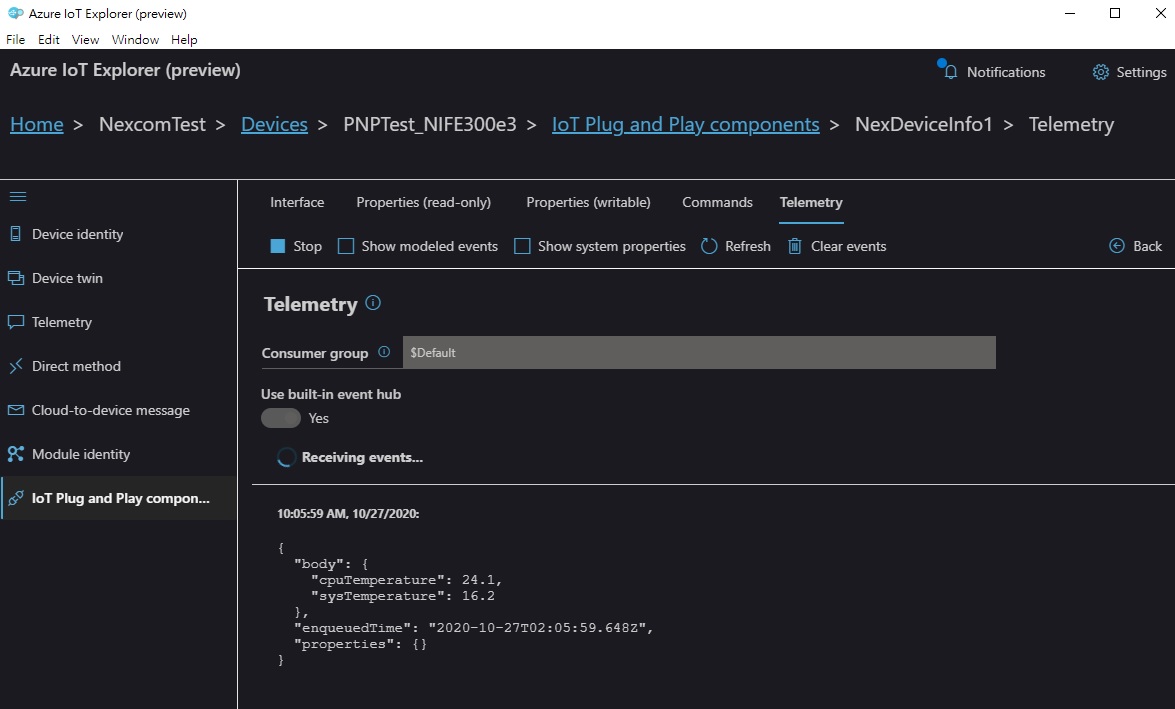 Azure IoT Explorer (preview)
File Edit View Window Help
Azure IoT Explorer (preview)
Notifications Settings
Home > NexcomTest > Devices > PNPTest_NIFE300e3 > IoT Plug and Play components > NexDeviceInfo1 > Telemetry
Device identity
Device twin
Telemetry
Direct method
Cloud-to-device message
Module identity
IoT Plug and Play compon...
Interface Properties (read-only) Properties (writable) Commands Telemetry
Stop Show modeled events Show system properties Refresh Clear events Back
Telemetry
Consumer group $Default
Use built-in event hub
Yes
Receiving events...
10:05:59 AM, 10/27/2020:
{
"body": {
"cpuTemperature": 24.1,
"sysTemperature": 16.2
},
"enqueuedTime": "2020-10-27T02:05:59.648Z",
"properties": {}
}